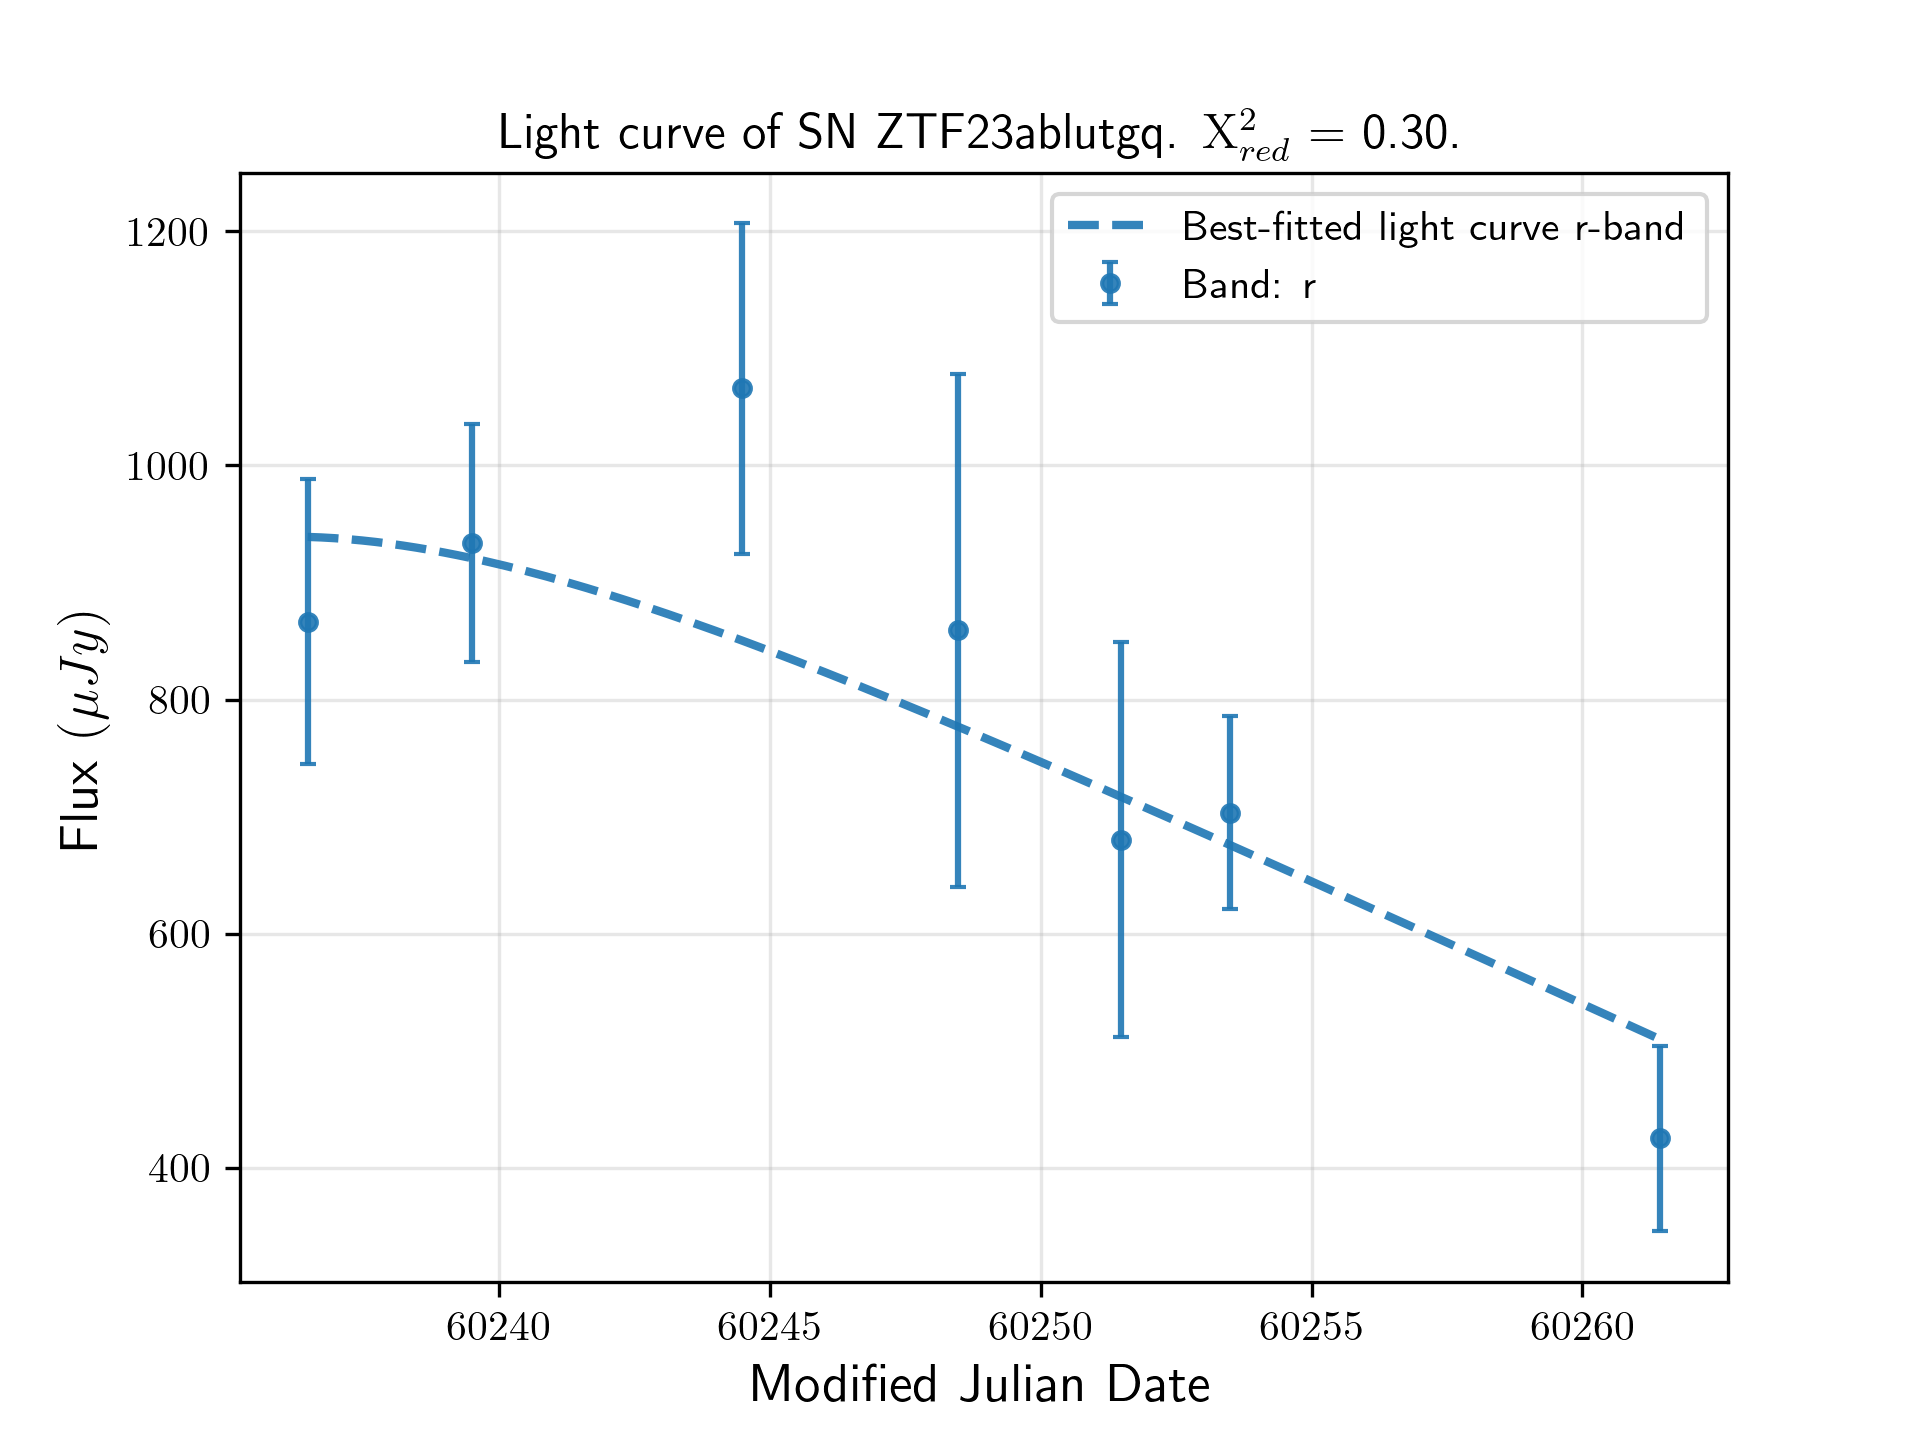 Light curve of SN ZTF23ablutgq. X²red = 0.30.
Best-fitted light curve r-band
Band: r
Flux (μJy)
1200
1000
800
600
400
60240 60245 60250 60255 60260
Modified Julian Date